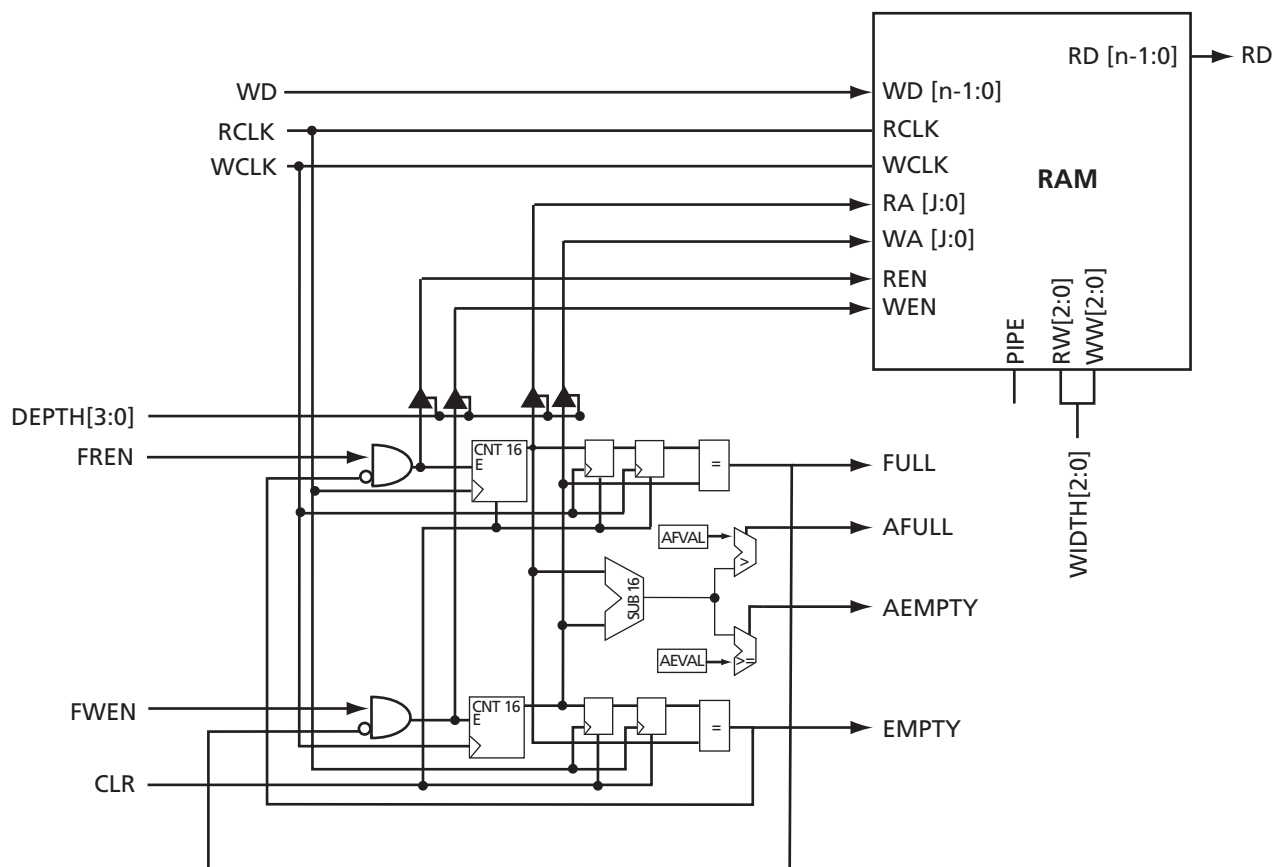 RD [n-1:0]
RD
WD
WD [n-1:0]
RCLK
RCLK
WCLK
WCLK
RAM
RA [J:0]
WA [J:0]
REN
WEN
PIPE
RW[2:0]
WW[2:0]
DEPTH[3:0]
FREN
CNT 16
E
=
FULL
WIDTH[2:0]
AFVAL
>
AFULL
SUB 16
AEMPTY
AEVAL
>=
FWEN
CNT 16
E
=
EMPTY
CLR